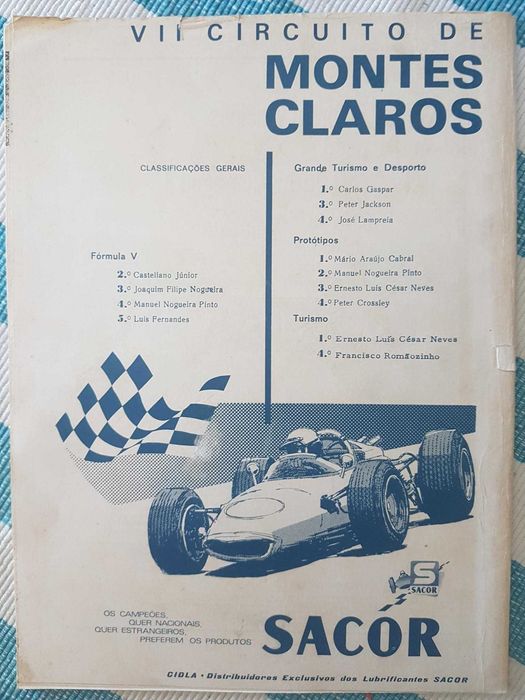 VII CIRCUITO DE
MONTES
CLAROS
CLASSIFICAÇÕES GERAIS
Fórmula V
2.º Castellano Júnior
3.º Joaquim Filipe Nogueira
4.º Manuel Nogueira Pinto
5.º Luís Fernandes
Grande Turismo e Desporto
1.º Carlos Gaspar
3.º Peter Jackson
4.º José Lampreia
Protótipos
1.º Mário Araújo Cabral
2.º Manuel Nogueira Pinto
3.º Ernesto Luís César Neves
4.º Peter Crossley
Turismo
1.º Ernesto Luís César Neves
4.º Francisco Romãozinho
S
SACOR
OS CAMPEÕES,
QUER NACIONAIS,
QUER ESTRANGEIROS,
PREFEREM OS PRODUTOS
SACOR
CIDLA • Distribuidores Exclusivos dos Lubrificantes SACOR